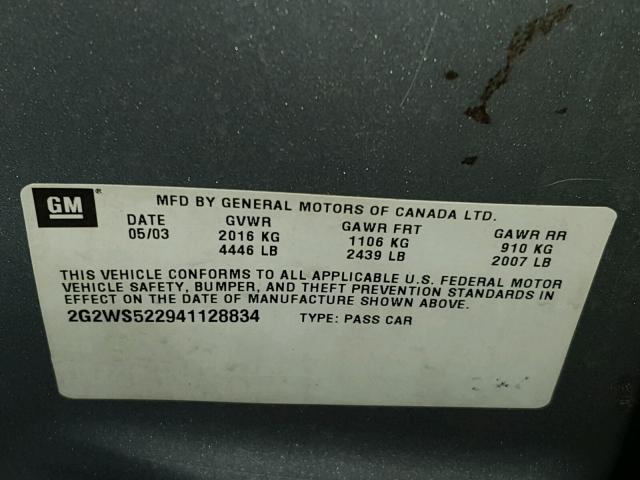 GM ® MFD BY GENERAL MOTORS OF CANADA LTD.
DATE GVWR GAWR FRT GAWR RR
05/03 2016 KG 1106 KG 910 KG
4446 LB 2439 LB 2007 LB
THIS VEHICLE CONFORMS TO ALL APPLICABLE U.S. FEDERAL MOTOR
VEHICLE SAFETY, BUMPER, AND THEFT PREVENTION STANDARDS IN
EFFECT ON THE DATE OF MANUFACTURE SHOWN ABOVE.
2G2WS522941128834 TYPE: PASS CAR